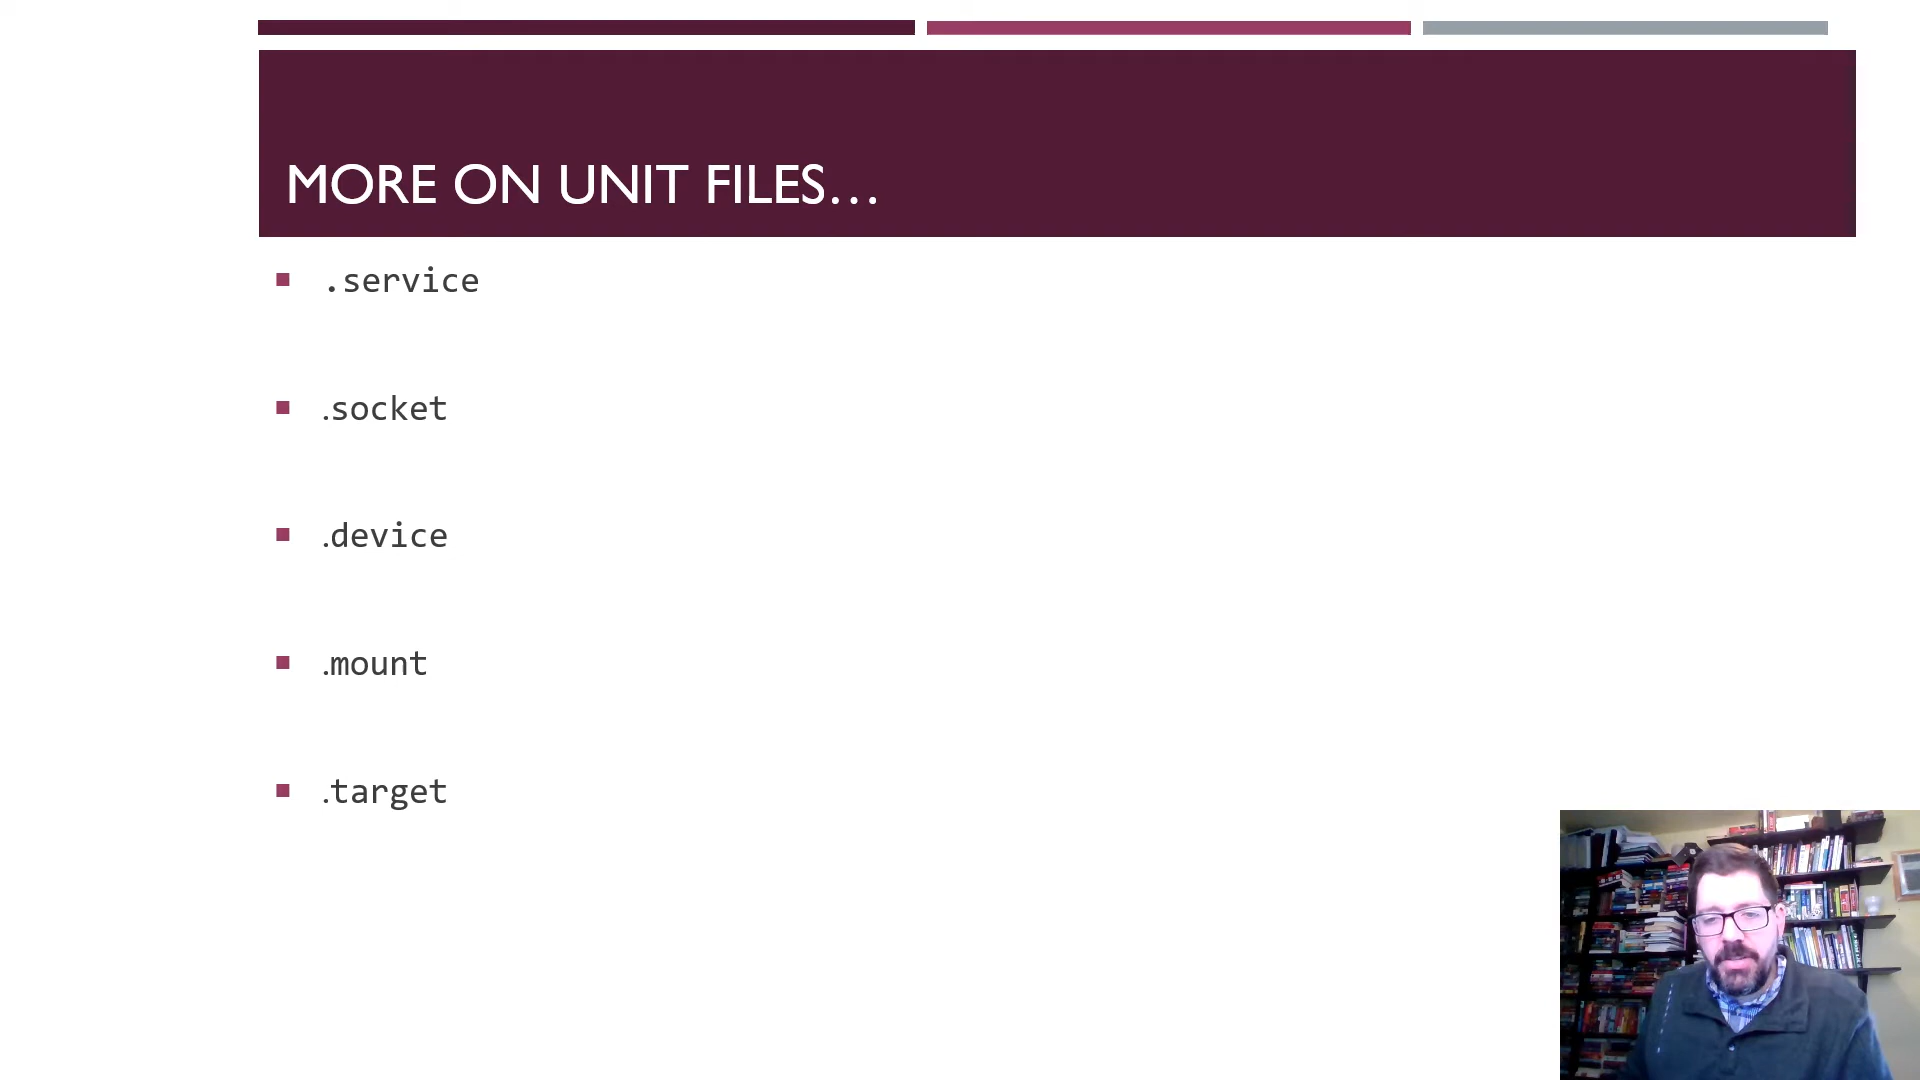 MORE ON UNIT FILES…
.service
.socket
.device
.mount
.target